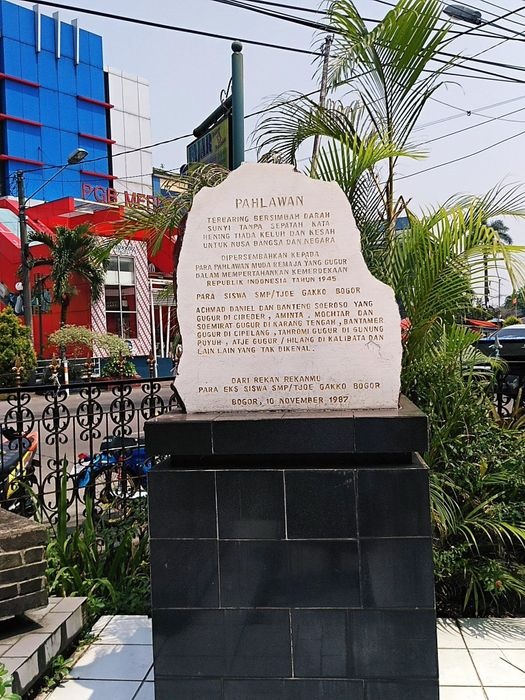 PAHLAWAN
TERBARING BERSIMBAH DARAH
SUNYI TANPA SEPATAH KATA
HENING TIADA KELUH DAN KESAH
UNTUK NUSA BANGSA DAN NEGARA
DIPERSEMBAHKAN KEPADA
PARA PAHLAWAN MUDA REMAJA YANG GUGUR
DALAM MEMPERTAHANKAN KEMERDEKAAN
REPUBLIK INDONESIA TAHUN 1945
PARA SISWA SMP/TJOE GAKKO BOGOR
ACHMAD DANIEL DAN BANTENG SOEROSO YANG
GUGUR DI CIBEBER, AMINTA, MOCHTAR DAN
SOEMIRAT GUGUR DI KARANG TENGAH, BANTAMER
GUGUR DI CIPELANG, TAHROMI GUGUR DI GUNUNG
PUYUH, ATJE GUGUR / HILANG DI KALIBATA DAN
LAIN LAIN YANG TAK DIKENAL.
DARI REKAN REKANMU
PARA EKS SISWA SMP/TJOE GAKKO BOGOR
BOGOR, 10 NOVEMBER, 1987
PGB